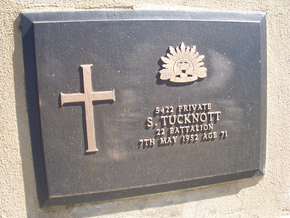 5422 PRIVATE
S. TUCKNOTT
22 BATTALION
7TH MAY 1952 AGE 71